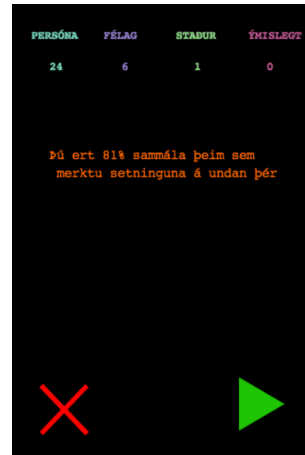 PERSÓNA FÉLAG STAÐUR ÝMISLEGT
24 6 1 0
Þú ert 81% sammála þeim sem
merktu setninguna á undan þér